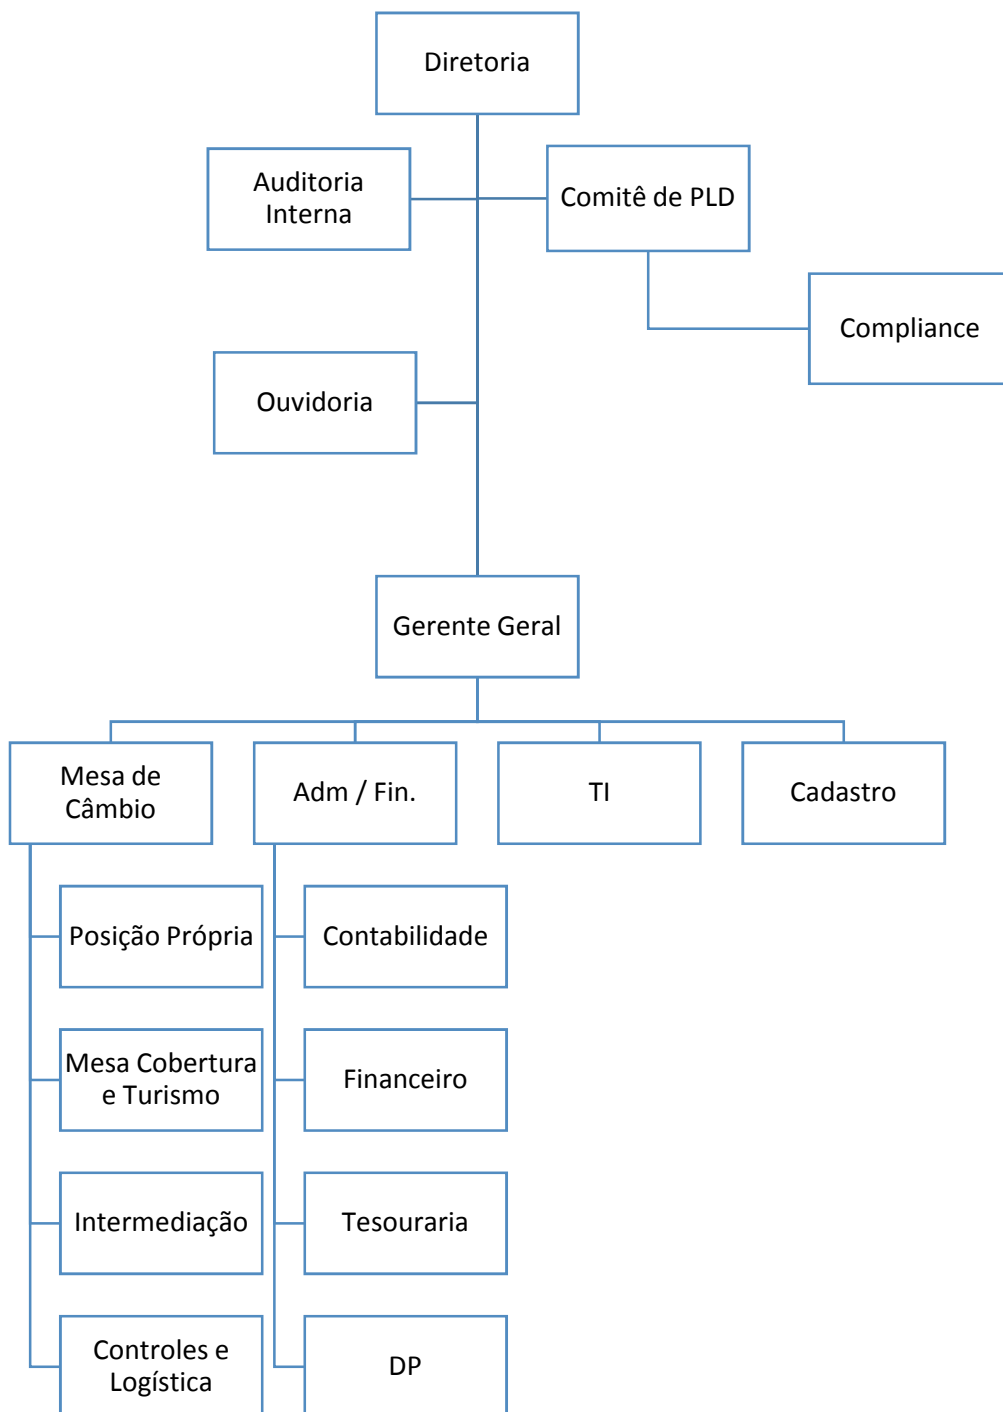 Diretoria
Auditoria
Interna
Comitê de PLD
Compliance
Ouvidoria
Gerente Geral
Mesa de
Câmbio
Adm / Fin.
TI
Cadastro
Posição Própria
Contabilidade
Mesa Cobertura
e Turismo
Financeiro
Intermediação
Tesouraria
Controles e
Logística
DP